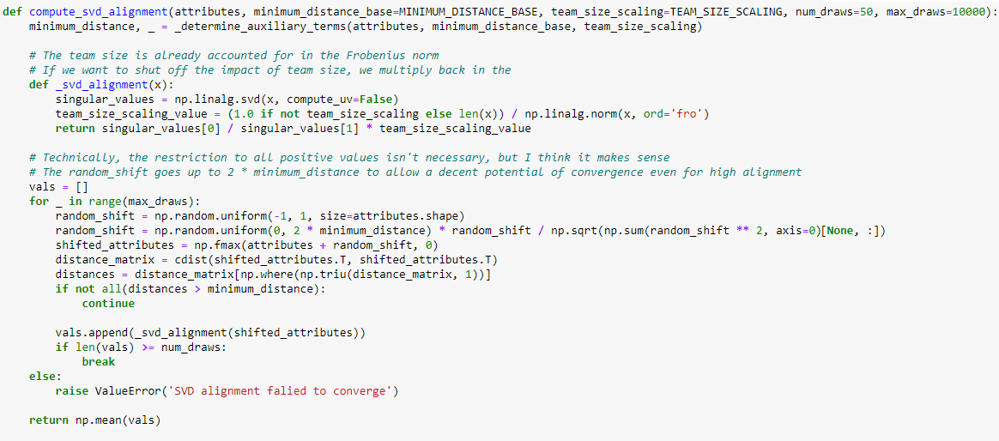 def compute_svd_alignment(attributes, minimum_distance_base=MINIMUM_DISTANCE_BASE, team_size_scaling=TEAM_SIZE_SCALING, num_draws=50, max_draws=10000):
    minimum_distance, _ = _determine_auxiliary_terms(attributes, minimum_distance_base, team_size_scaling)

    # The team size is already accounted for in the Frobenius norm
    # If we want to shut off the impact of team size, we multiply back in the
    def _svd_alignment(x):
        singular_values = np.linalg.svd(x, compute_uv=False)
        team_size_scaling_value = (1.0 if not team_size_scaling else len(x)) / np.linalg.norm(x, ord='fro')
        return singular_values[0] / singular_values[1] * team_size_scaling_value

    # Technically, the restriction to all positive values isn't necessary, but I think it makes sense
    # The random_shift goes up to 2 * minimum_distance to allow a decent potential of convergence even for high alignment
    vals = []
    for _ in range(max_draws):
        random_shift = np.random.uniform(-1, 1, size=attributes.shape)
        random_shift = np.random.uniform(0, 2 * minimum_distance) * random_shift / np.sqrt(np.sum(random_shift ** 2, axis=0)[None, :])
        shifted_attributes = np.fmax(attributes + random_shift, 0)
        distance_matrix = cdist(shifted_attributes.T, shifted_attributes.T)
        distances = distance_matrix[np.where(np.triu(distance_matrix, 1))]
        if not all(distances > minimum_distance):
            continue

        vals.append(_svd_alignment(shifted_attributes))
        if len(vals) >= num_draws:
            break
    else:
        raise ValueError('SVD alignment falied to converge')

    return np.mean(vals)